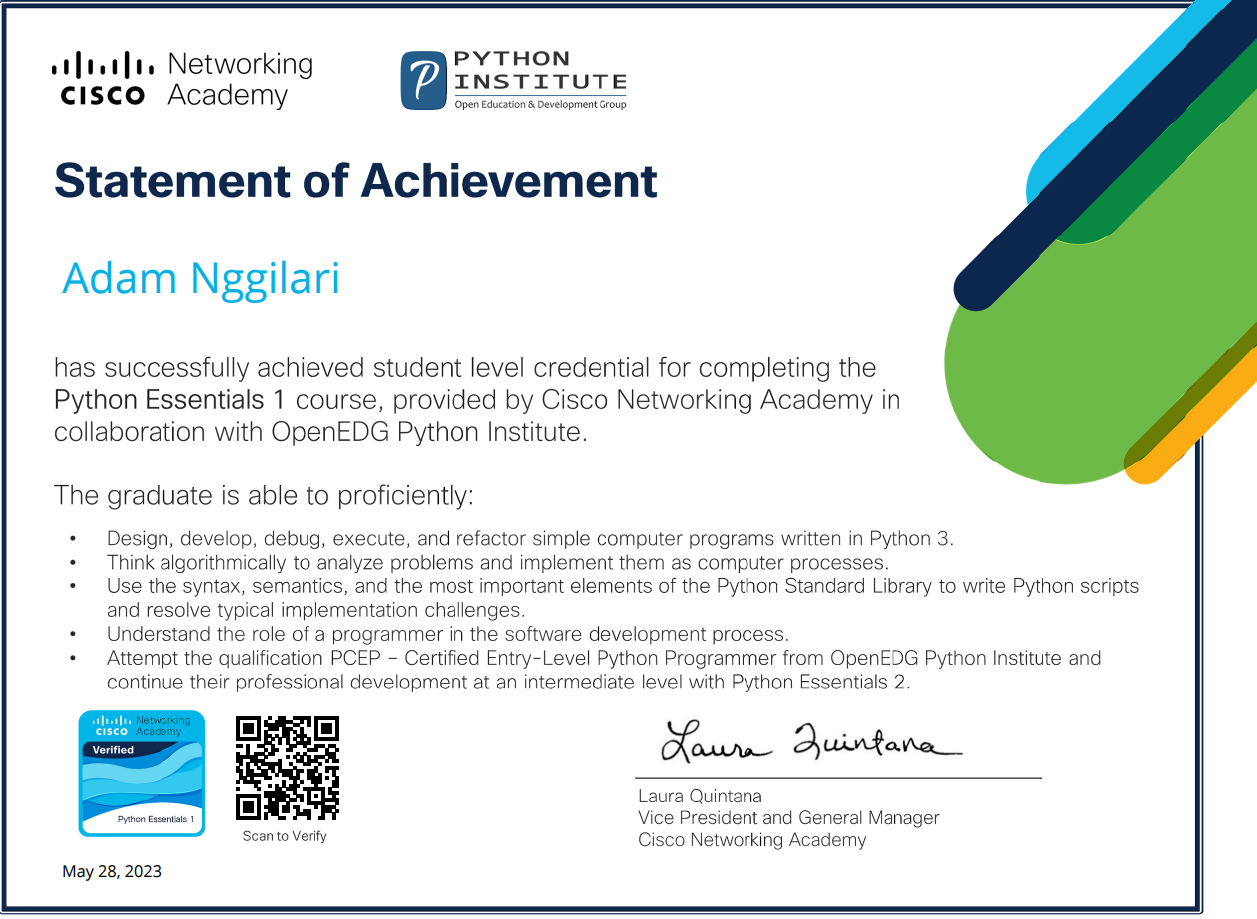 CISCO Networking Academy
PYTHON INSTITUTE
Open Education & Development Group
Statement of Achievement
Adam Nggilari
has successfully achieved student level credential for completing the
Python Essentials 1 course, provided by Cisco Networking Academy in
collaboration with OpenEDG Python Institute.
The graduate is able to proficiently:
• Design, develop, debug, execute, and refactor simple computer programs written in Python 3.
• Think algorithmically to analyze problems and implement them as computer processes.
• Use the syntax, semantics, and the most important elements of the Python Standard Library to write Python scripts
and resolve typical implementation challenges.
• Understand the role of a programmer in the software development process.
• Attempt the qualification PCEP – Certified Entry-Level Python Programmer from OpenEDG Python Institute and
continue their professional development at an intermediate level with Python Essentials 2.
CISCO Networking Academy
Verified
Python Essentials 1
Scan to Verify
May 28, 2023
Laura Quintana
Laura Quintana
Vice President and General Manager
Cisco Networking Academy